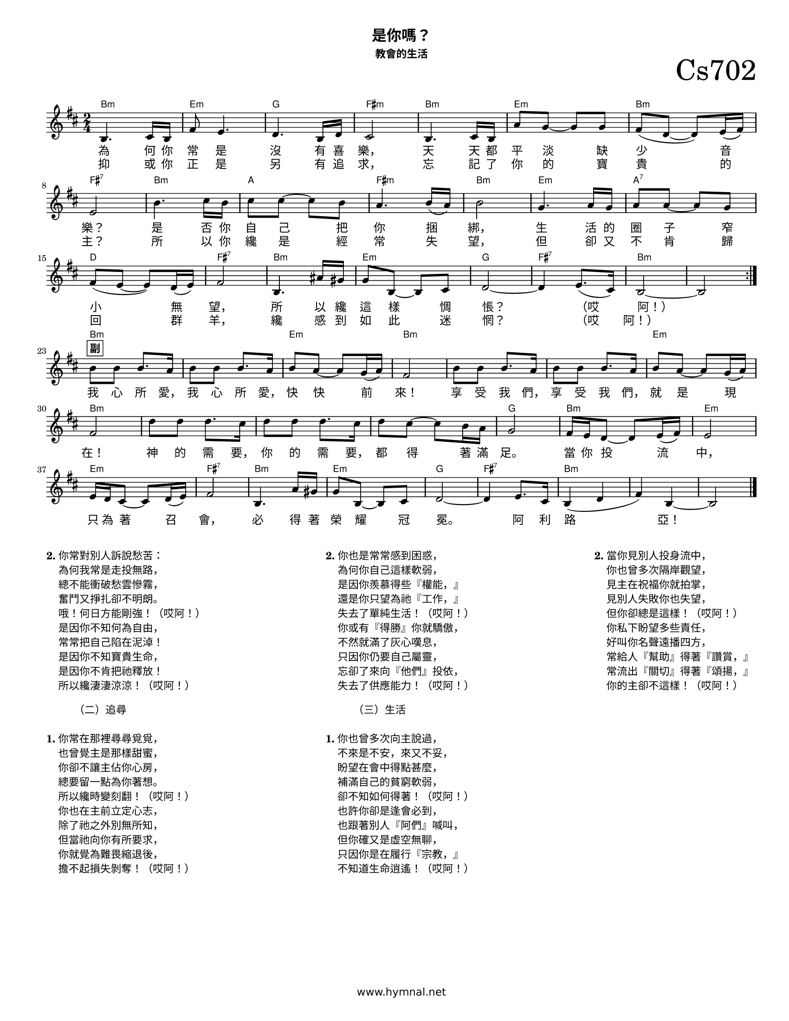 是你嗎？
教會的生活
Cs702
Bm Em G F♯m Bm Em Bm
為 何你 常 是 沒 有喜 樂， 天 天都 平 淡 缺 少 音
抑 或你 正 是 另 有追 求， 忘 記了 你 的 寶 貴 的
8 F♯7 Bm A F♯m Bm Em A7
樂？ 是 否你 自 己 把 你 捆 綁， 生 活的 圈 子 窄
主？ 所 以你 纔 是 經 常 失 望， 但 卻又 不 肯 歸
15 D F♯7 Bm Em G F♯7 Bm
小 無 望， 所 以纔 這 樣 惆 悵？ （哎 阿！）
回 群 羊， 纔 感到 如 此 迷 惘？ （哎 阿！）
23 Bm Em Bm Em
副
我 心 所 愛，我 心 所 愛，快 快 前 來！ 享 受 我 們，享 受 我 們，就 是 現
30 Bm G Bm Em
在！ 神 的 需 要，你 的 需 要，都 得 著滿 足。 當你 投 流 中，
37 Em F♯7 Bm Em G F♯7 Bm
只為 著 召 會， 必 得著 榮 耀 冠 冕。 阿 利 路 亞！
2. 你常對別人訴說愁苦：
為何我常是走投無路，
總不能衝破愁雲慘霧，
奮鬥又掙扎卻不明朗。
哦！何日方能剛強！（哎阿！）
是因你不知何為自由，
常常把自己陷在泥淖！
是因你不知寶貴生命，
是因你不肯把祂釋放！
所以纔淒淒涼涼！（哎阿！）
（二）追尋
1. 你常在那裡尋尋覓覓，
也曾覺主是那樣甜蜜，
你卻不讓主佔你心房，
總要留一點為你著想。
所以纔時變刻翻！（哎阿！）
你也在主前立定心志，
除了祂之外別無所知，
但當祂向你有所要求，
你就覺為難畏縮退後，
擔不起損失剝奪！（哎阿！）
2. 你也是常常感到困惑，
為何你自己這樣軟弱，
是因你羨慕得些『權能，』
還是你只望為祂『工作，』
失去了單純生活！（哎阿！）
你或有『得勝』你就驕傲，
不然就滿了灰心嘆息，
只因你仍要自己屬靈，
忘卻了來向『他們』投依，
失去了供應能力！（哎阿！）
（三）生活
1. 你也曾多次向主說過，
不來是不安，來又不妥，
盼望在會中得點甚麼，
補滿自己的貧窮軟弱，
卻不知如何得著！（哎阿！）
也許你卻是逢會必到，
也跟著別人『阿們』喊叫，
但你確又是虛空無聊，
只因你是在履行『宗教，』
不知道生命逍遙！（哎阿！）
2. 當你見別人投身流中，
你也曾多次隔岸觀望，
見主在祝福你就拍掌，
見別人失敗你也失望，
但你卻總是這樣！（哎阿！）
你私下盼望多些責任，
好叫你名聲遠播四方，
常給人『幫助』得著『讚賞，』
常流出『關切』得著『頌揚，』
你的主卻不這樣！（哎阿！）
www.hymnal.net